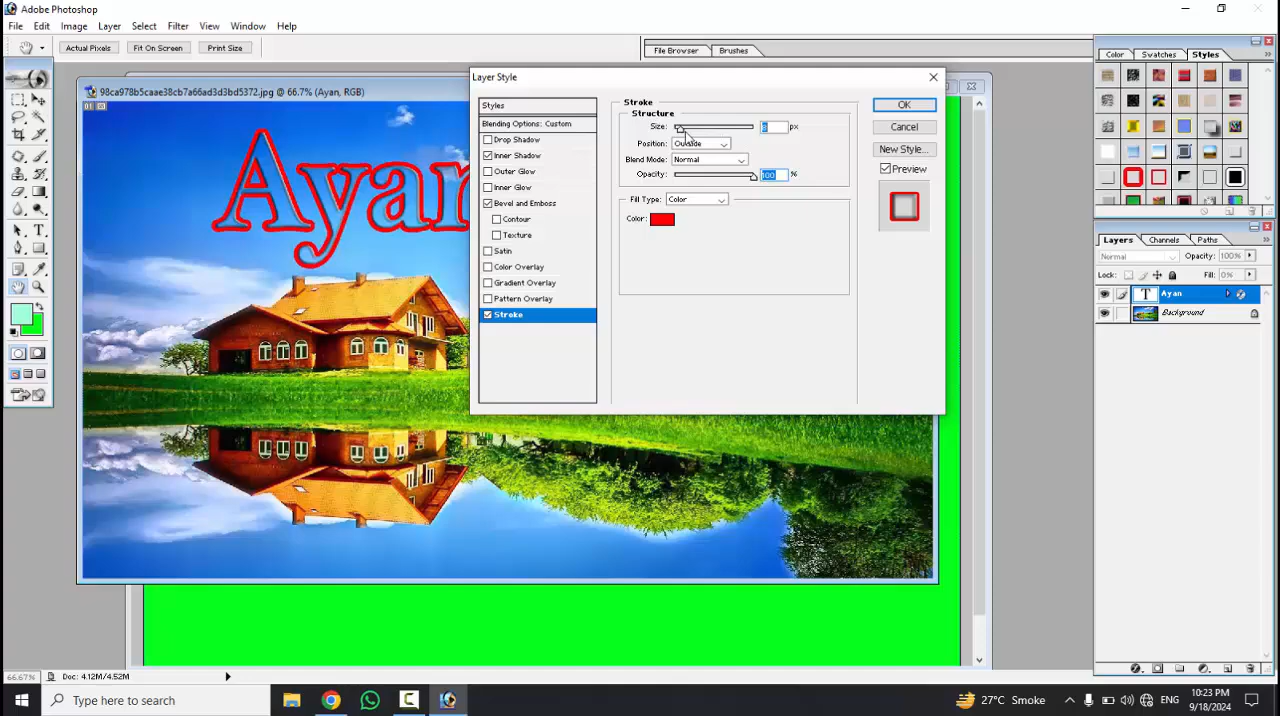 Adobe Photoshop
File Edit Image Layer Select Filter View Window Help
Actual Pixels Fit On Screen Print Size
File Browser Brushes
98ca978b5caae38cb7a66ad3d3bd5372.jpg @ 66.7% (Ayan, RGB)
01
Ayan
Layer Style
Styles
Blending Options: Custom
Drop Shadow
Inner Shadow
Outer Glow
Inner Glow
Bevel and Emboss
Contour
Texture
Satin
Color Overlay
Gradient Overlay
Pattern Overlay
Stroke
Stroke
Structure
Size: px
Position: Outside
Blend Mode: Normal
Opacity: 100 %
Fill Type: Color
Color:
OK
Cancel
New Style...
Preview
Color Swatches Styles
Layers Channels Paths
Normal Opacity: 100%
Lock: Fill: 0%
T Ayan
Background
66.67% Doc: 4.12M/4.52M
Type here to search
27°C Smoke
ENG
10:23 PM
9/18/2024